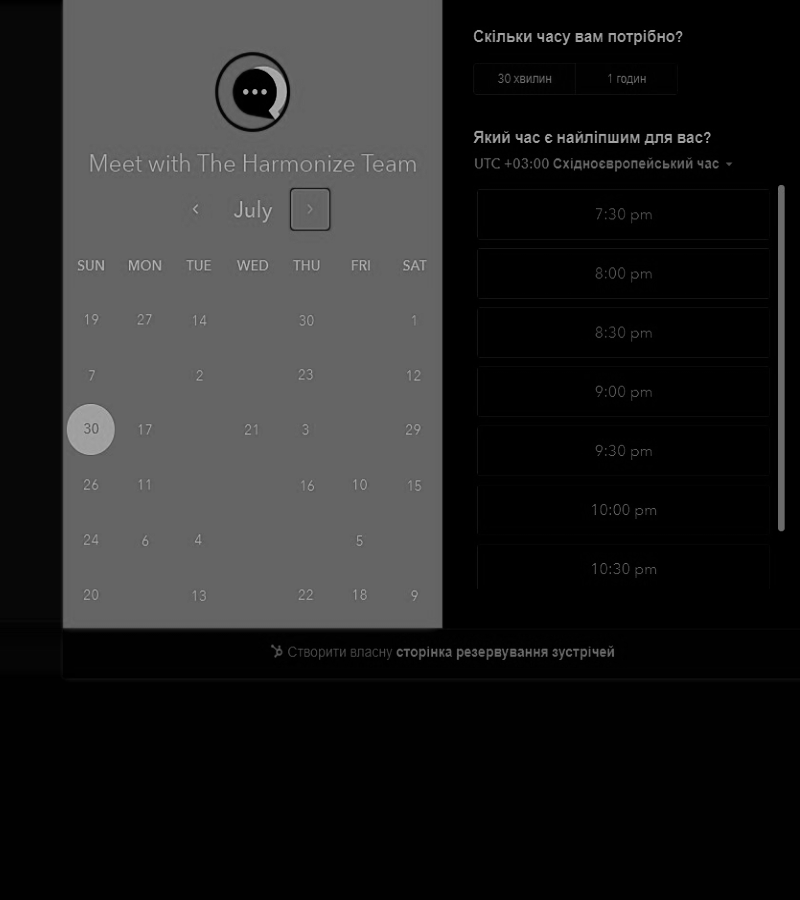 Meet with The Harmonize Team
July
SUN MON TUE WED THU FRI SAT
19 27 14 30 1
7 2 23 12
30 17 21 3 29
26 11 16 10 15
24 6 4 5
20 13 22 18 9
Скільки часу вам потрібно?
30 хвилин 1 годин
Який час є найліпшим для вас?
UTC +03:00 Східноєвропейський час
7:30 pm
8:00 pm
8:30 pm
9:00 pm
9:30 pm
10:00 pm
10:30 pm
Створити власну сторінка резервування зустрічей